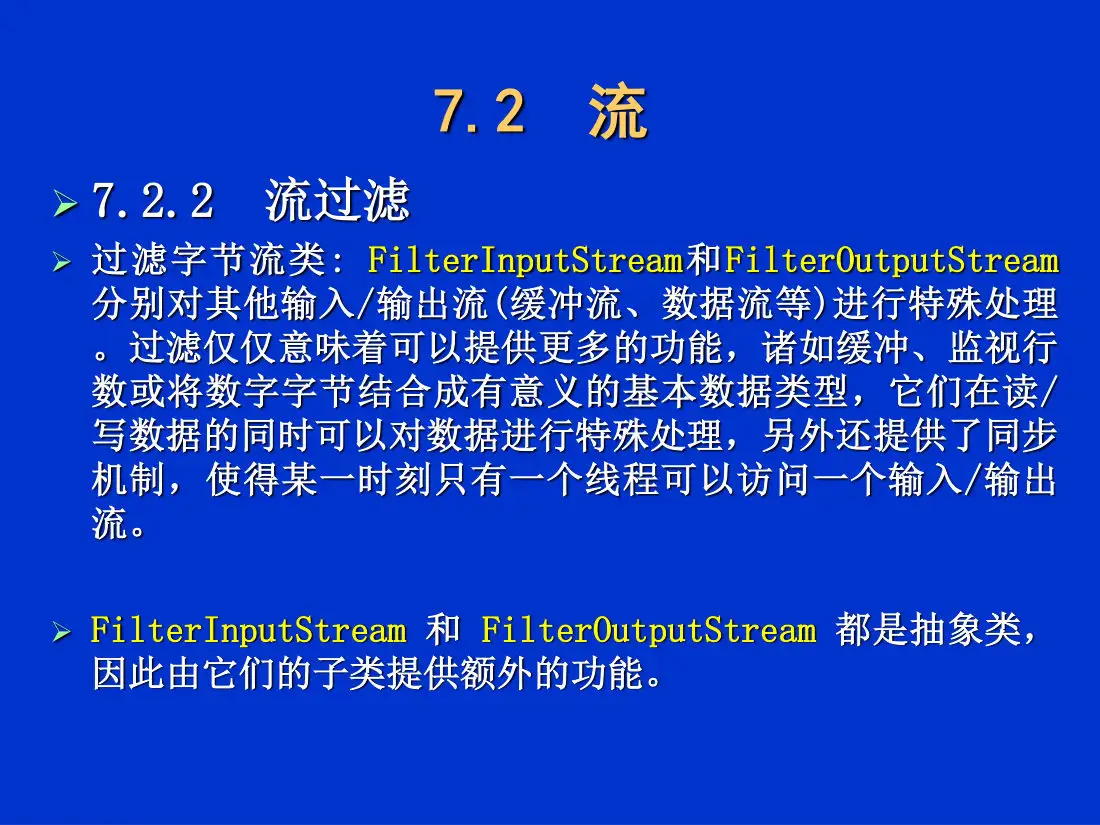 7.2 流
7.2.2 流过滤
过滤字节流类: FilterInputStream和FilterOutputStream
分别对其他输入/输出流(缓冲流、数据流等)进行特殊处理
。过滤仅仅意味着可以提供更多的功能，诸如缓冲、监视行
数或将数字字节结合成有意义的基本数据类型，它们在读/
写数据的同时可以对数据进行特殊处理，另外还提供了同步
机制，使得某一时刻只有一个线程可以访问一个输入/输出
流。
FilterInputStream 和 FilterOutputStream 都是抽象类，
因此由它们的子类提供额外的功能。